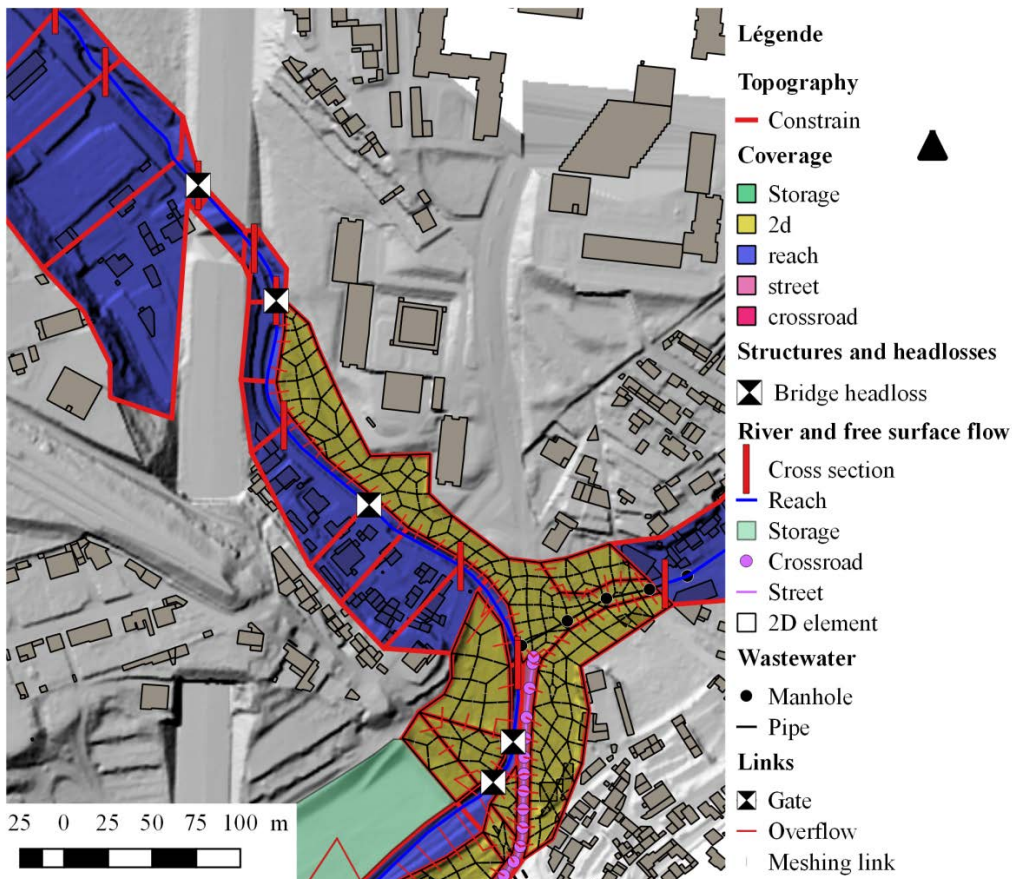 Légende
Topography
Constrain
Coverage
Storage
2d
reach
street
crossroad
Structures and headlosses
Bridge headloss
River and free surface flow
Cross section
Reach
Storage
Crossroad
Street
2D element
Wastewater
Manhole
Pipe
Links
Gate
Overflow
Meshing link
25 0 25 50 75 100 m